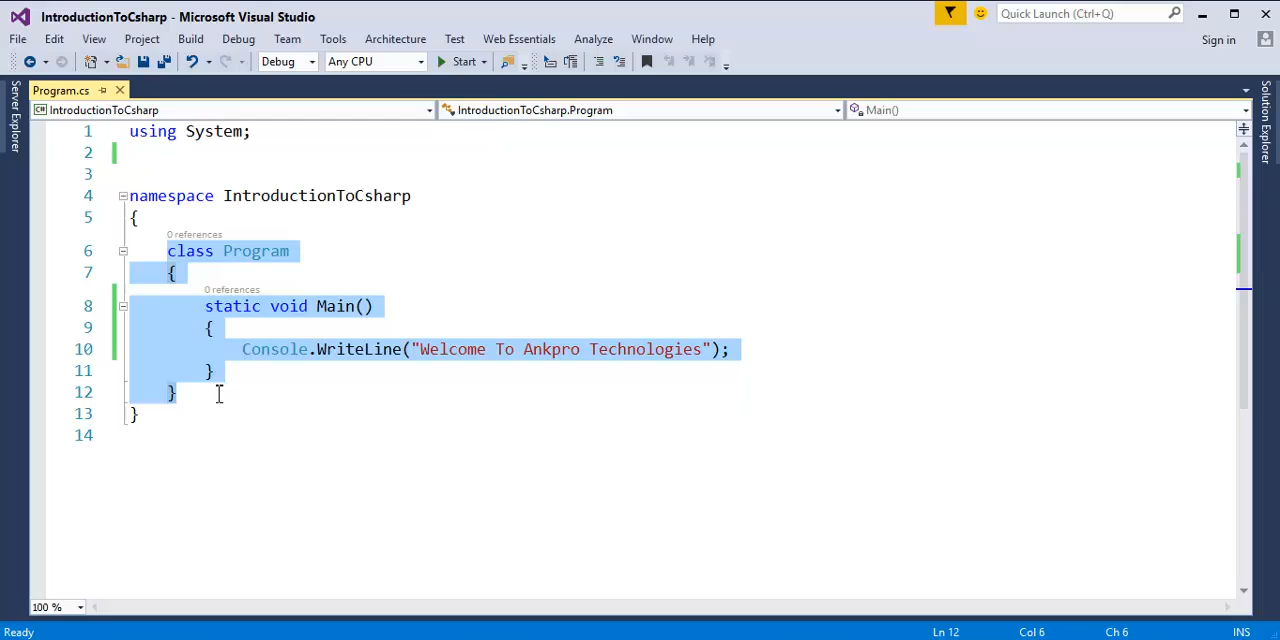 IntroductionToCsharp - Microsoft Visual Studio
Quick Launch (Ctrl+Q)
File Edit View Project Build Debug Team Tools Test Architecture Web Essentials Analyze Window Help
Sign in
Debug Any CPU Start
Program.cs
IntroductionToCsharp IntroductionToCsharp.Program Main()
Server Explorer
Solution Explorer
1 using System;
2
3
4 namespace IntroductionToCsharp
5 {
0 references
6 class Program
7 {
0 references
8 static void Main()
9 {
10 Console.WriteLine("Welcome To Ankpro Technologies");
11 }
12 }
13 }
14
100 %
Ready Ln 12 Col 6 Ch 6 INS